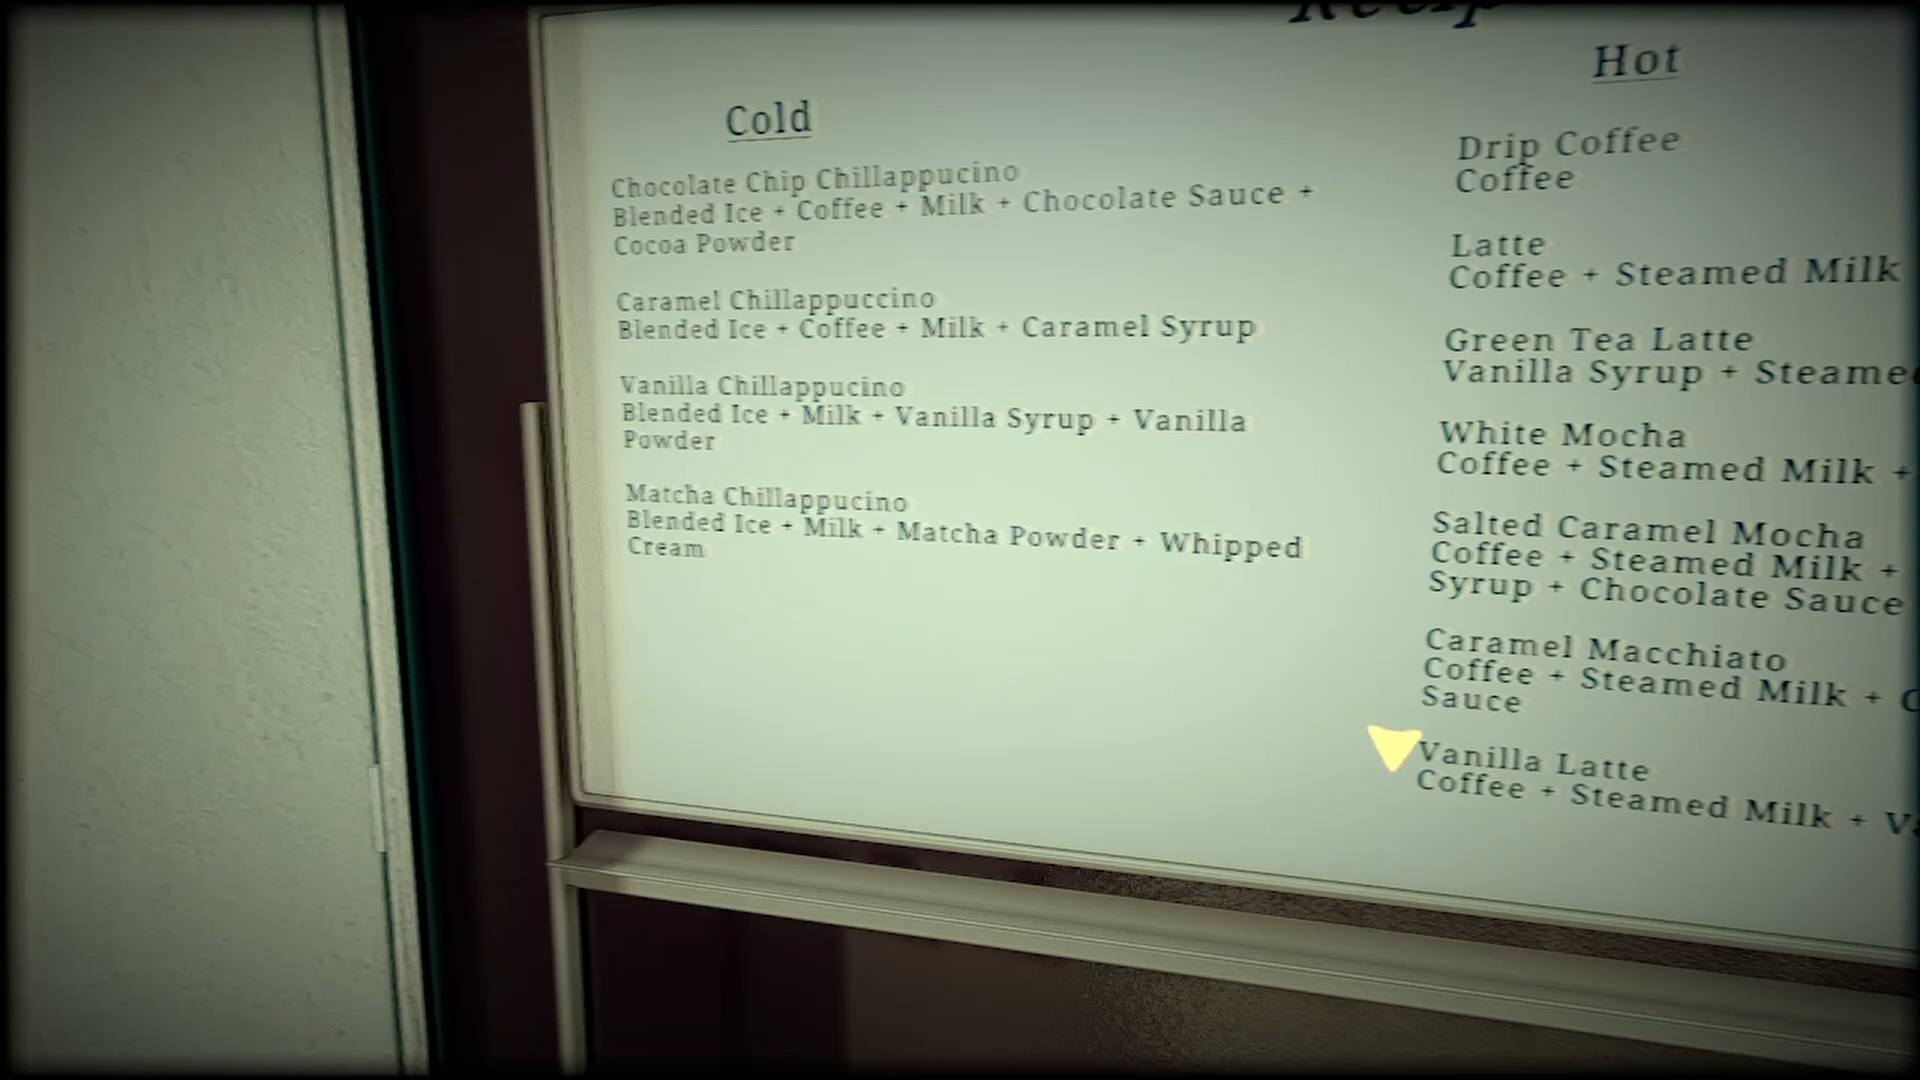 Cold
Chocolate Chip Chillappucino
Blended Ice + Coffee + Milk + Chocolate Sauce +
Cocoa Powder
Caramel Chillappuccino
Blended Ice + Coffee + Milk + Caramel Syrup
Vanilla Chillappucino
Blended Ice + Milk + Vanilla Syrup + Vanilla
Powder
Matcha Chillappucino
Blended Ice + Milk + Matcha Powder + Whipped
Cream
Hot
Drip Coffee
Coffee
Latte
Coffee + Steamed Milk
Green Tea Latte
Vanilla Syrup +
White Mocha
Coffee + Steamed Milk +
Salted Caramel Mocha
Coffee + Steamed Milk +
Syrup + Chocolate Sauce
Caramel Macchiato
Coffee + Steamed Milk +
Sauce
Vanilla Latte
Coffee + Steamed Milk +